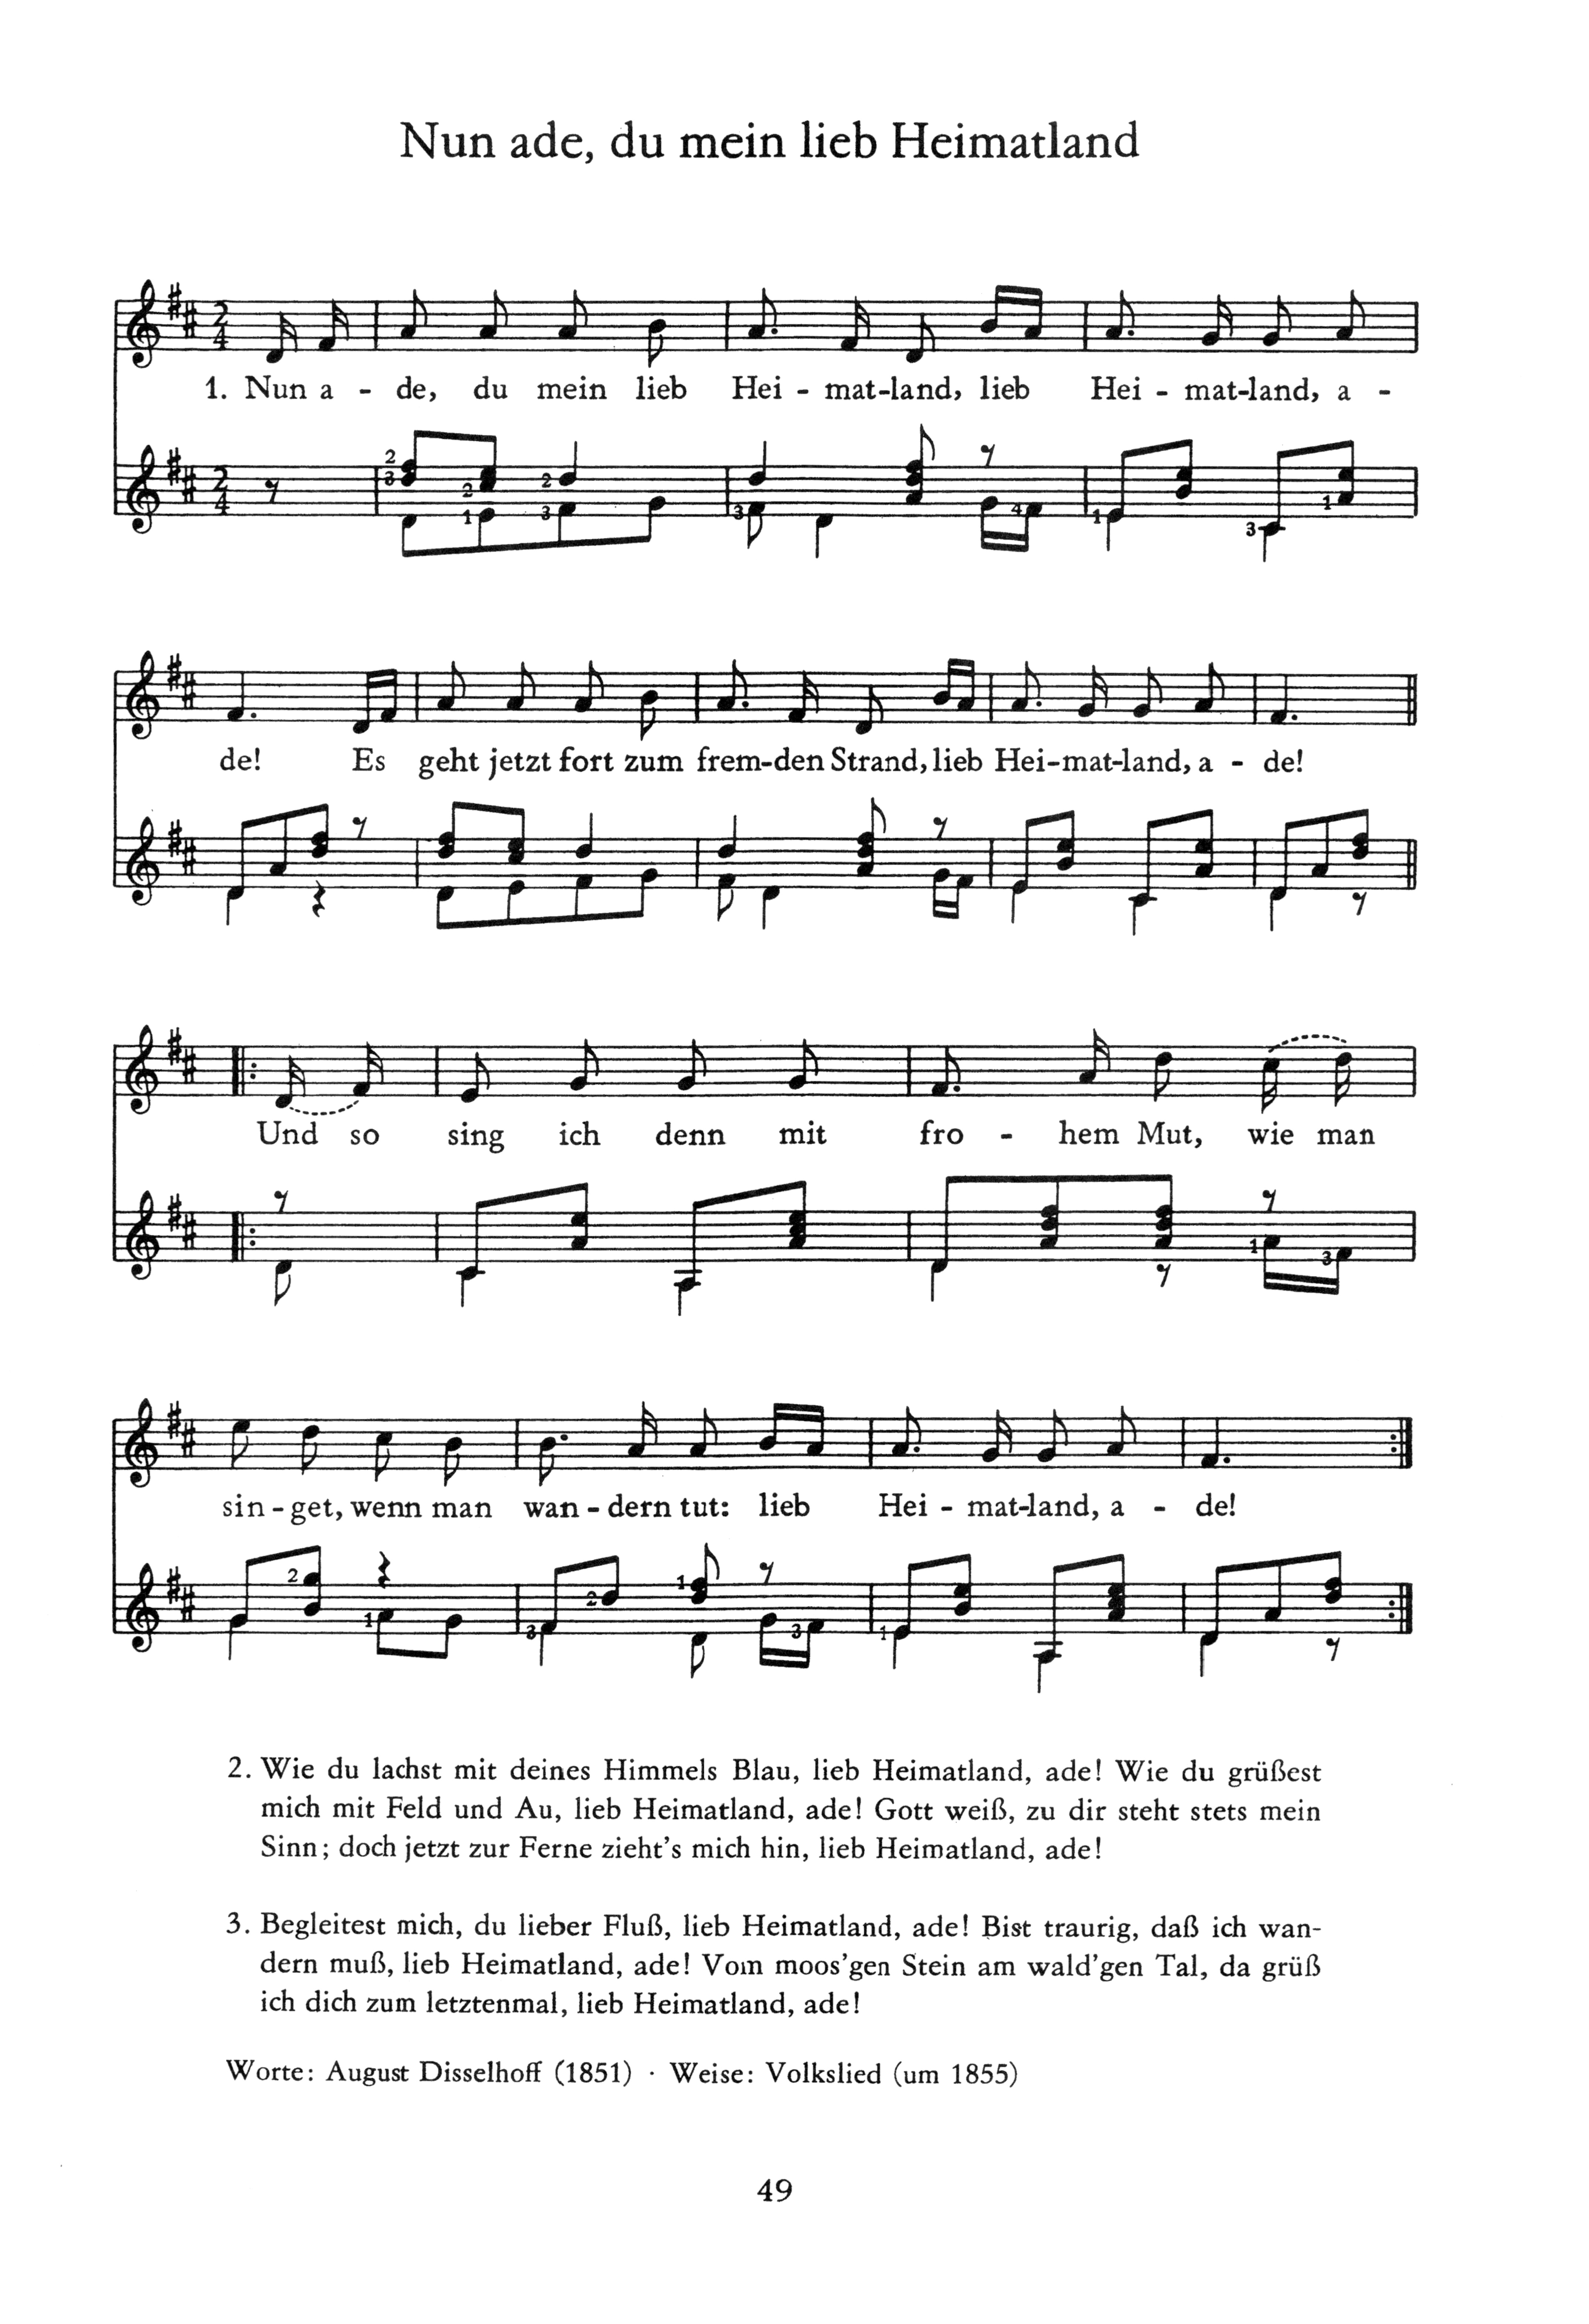 Nun ade, du mein lieb Heimatland
1. Nun a - de, du mein lieb Hei - mat-land, lieb Hei - mat-land, a -
de! Es geht jetzt fort zum frem-den Strand, lieb Hei-mat-land, a - de!
Und so sing ich denn mit fro - hem Mut, wie man
sin - get, wenn man wan - dern tut: lieb Hei - mat-land, a - de!
2. Wie du lachst mit deines Himmels Blau, lieb Heimatland, ade! Wie du grüßest
mich mit Feld und Au, lieb Heimatland, ade! Gott weiß, zu dir steht stets mein
Sinn; doch jetzt zur Ferne zieht's mich hin, lieb Heimatland, ade!
3. Begleitest mich, du lieber Fluß, lieb Heimatland, ade! Bist traurig, daß ich wan-
dern muß, lieb Heimatland, ade! Vom moos'gen Stein am wald'gen Tal, da grüß
ich dich zum letztenmal, lieb Heimatland, ade!
Worte: August Disselhoff (1851) · Weise: Volkslied (um 1855)
49